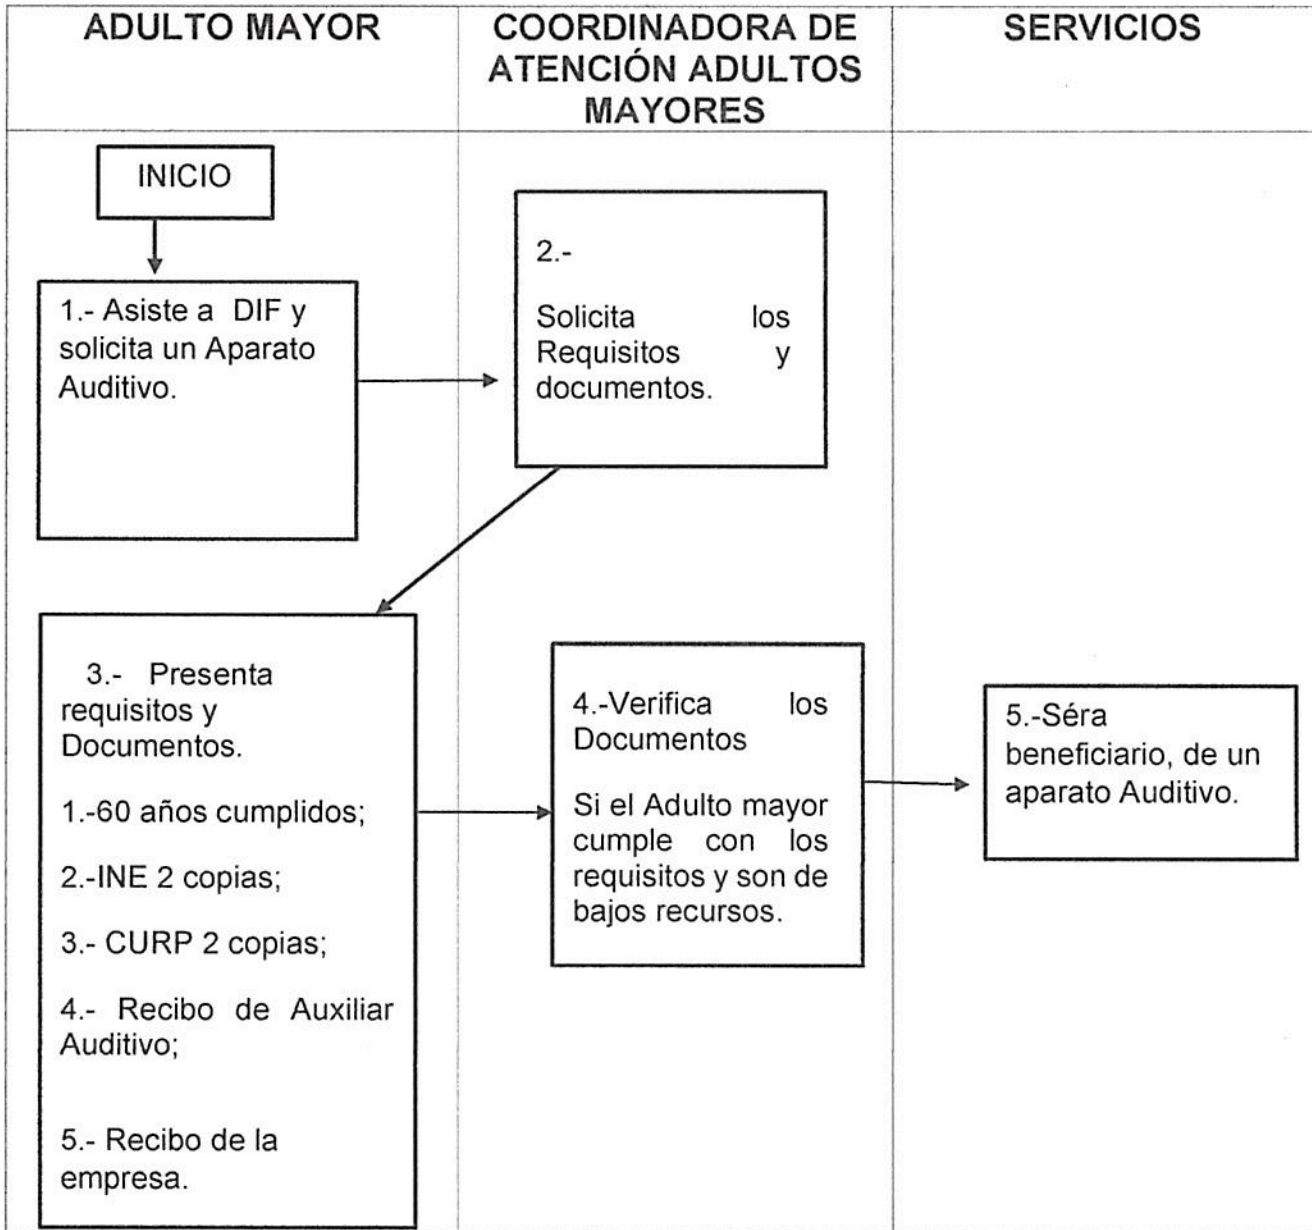 ADULTO MAYOR
COORDINADORA DE
ATENCIÓN ADULTOS
MAYORES
SERVICIOS
INICIO
1.- Asiste a DIF y
solicita un Aparato
Auditivo.
2.-
Solicita los
Requisitos y
documentos.
3.- Presenta
requisitos y
Documentos.
1.-60 años cumplidos;
2.-INE 2 copias;
3.- CURP 2 copias;
4.- Recibo de Auxiliar
Auditivo;
5.- Recibo de la
empresa.
4.-Verifica los
Documentos
Si el Adulto mayor
cumple con los
requisitos y son de
bajos recursos.
5.-Séra
beneficiario, de un
aparato Auditivo.